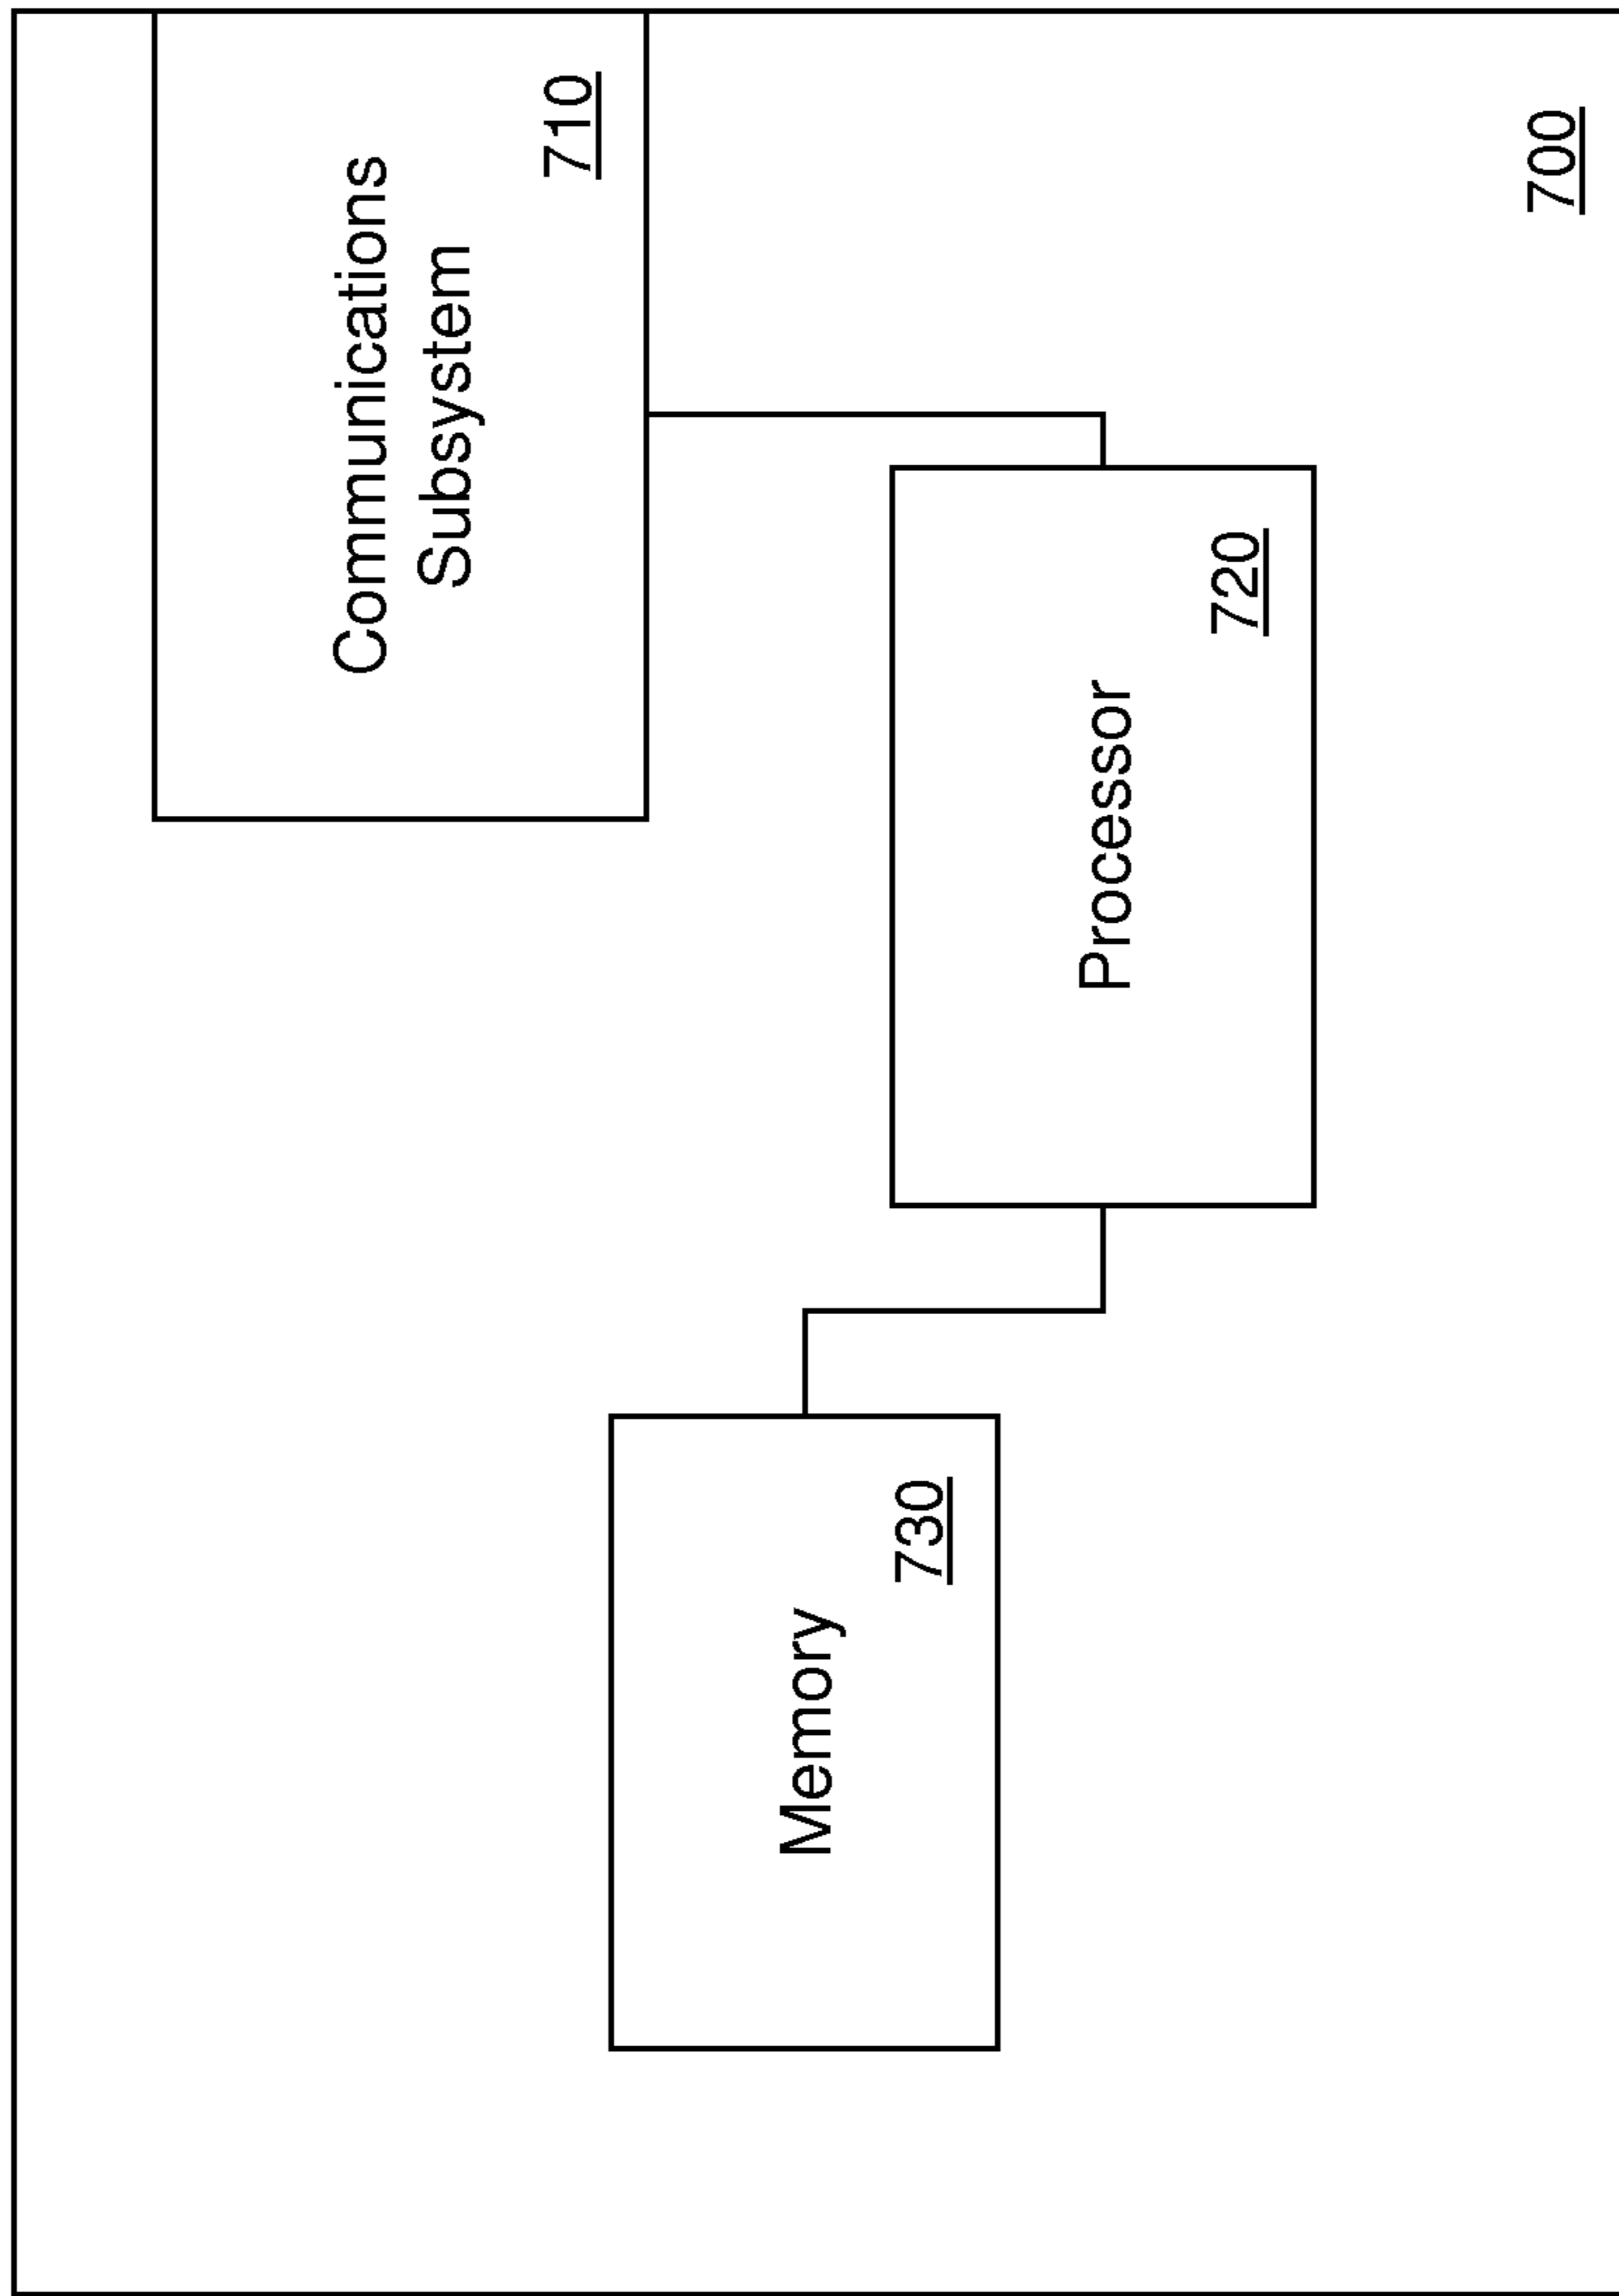 Communications
Subsystem
710
Processor
720
Memory
730
700